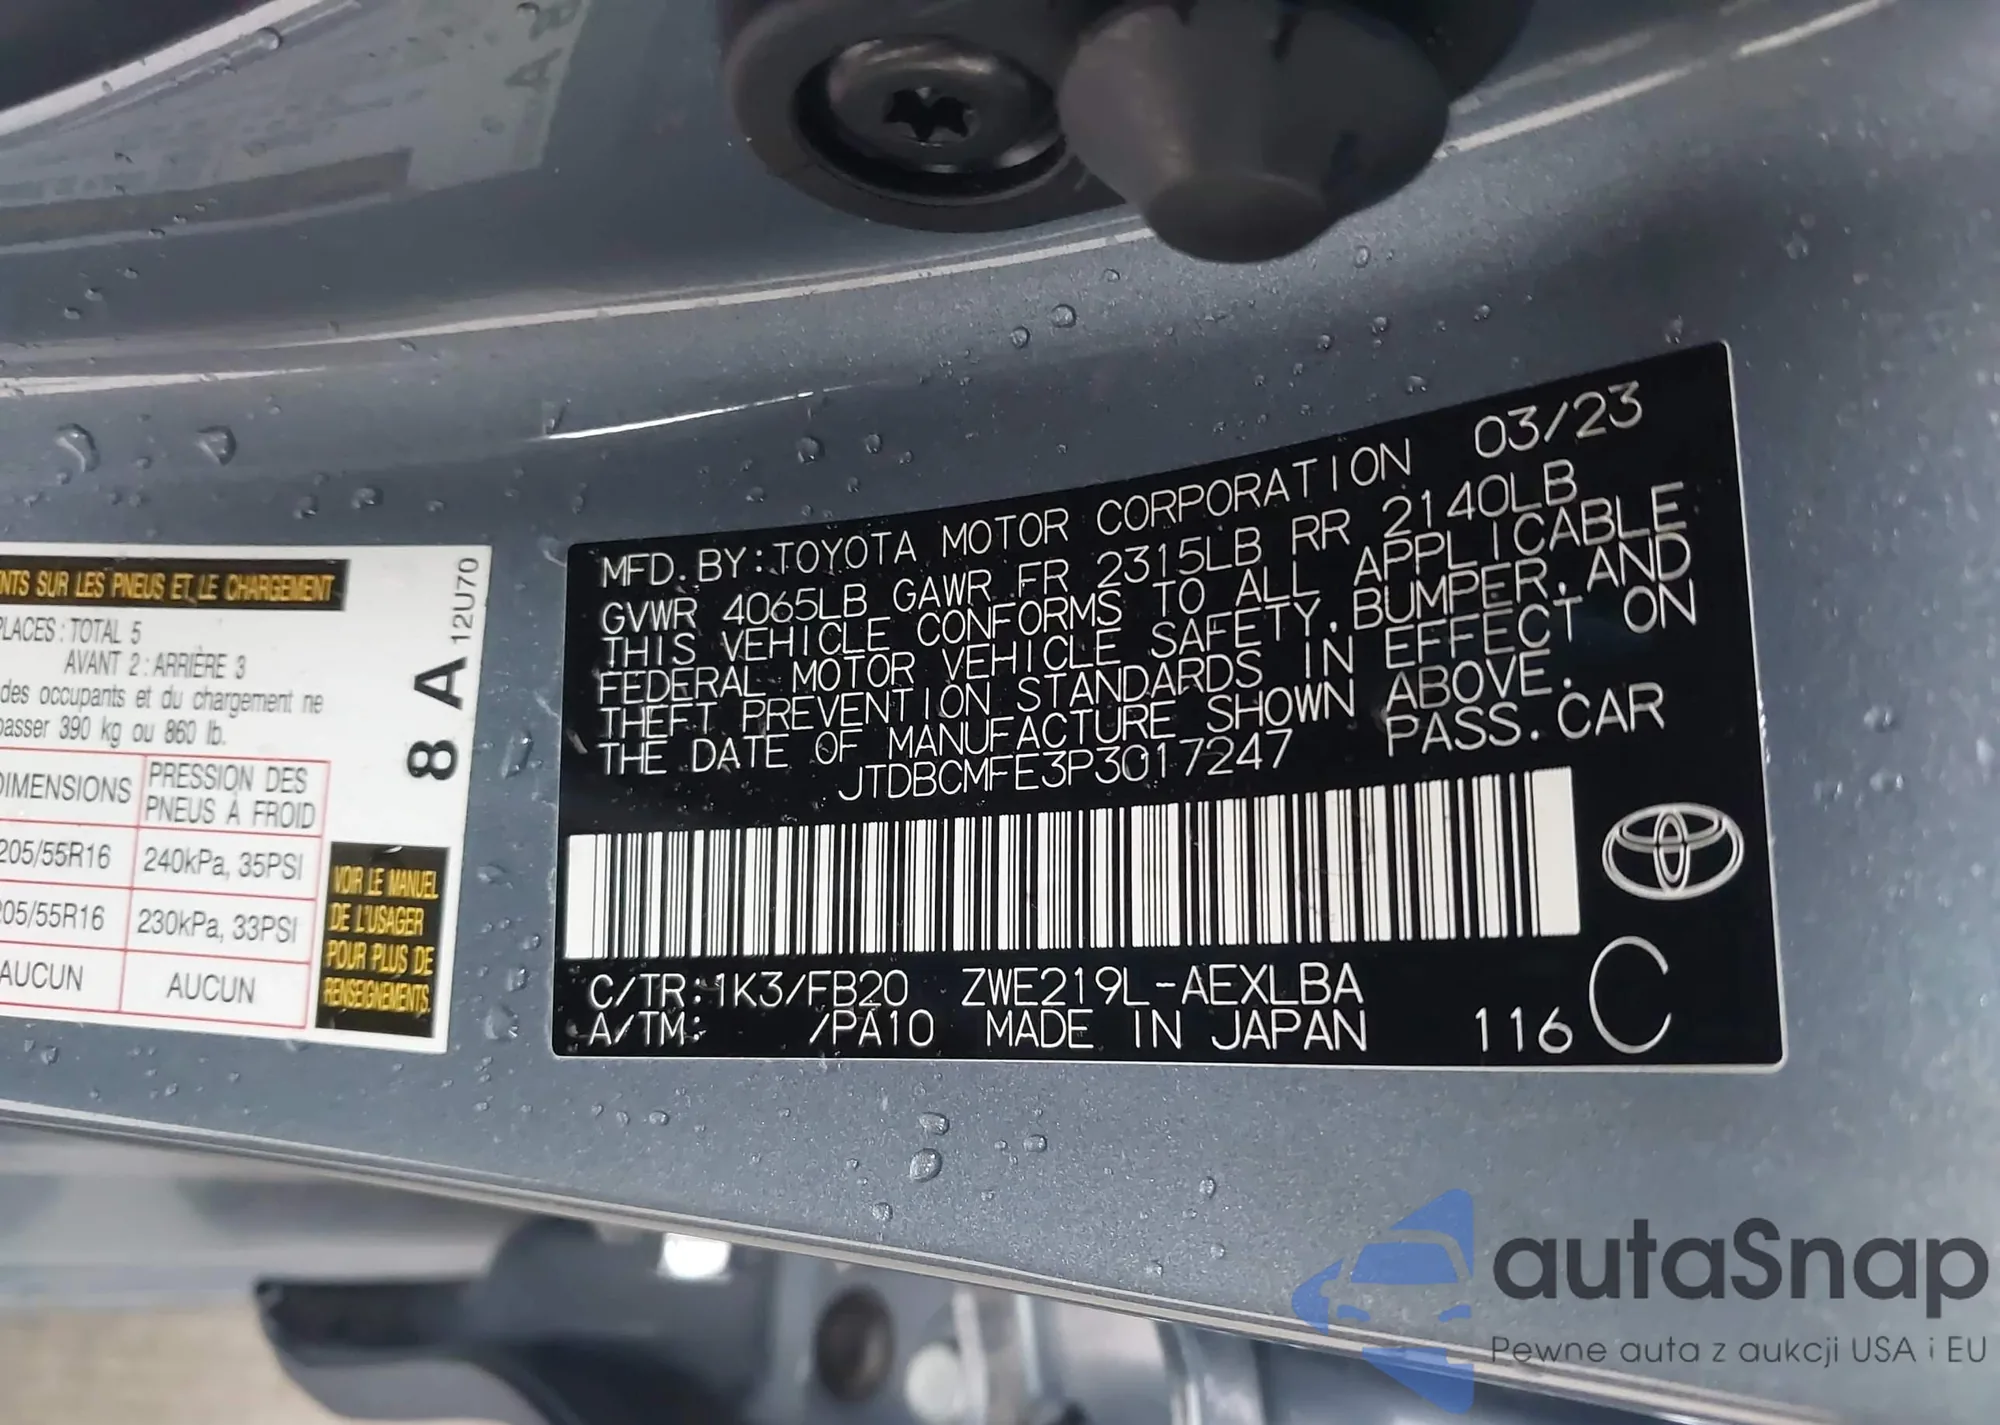 NTS SUR LES PNEUS ET LE CHARGEMENT
PLACES : TOTAL 5
AVANT 2 : ARRIÈRE 3
des occupants et du chargement ne
passer 390 kg ou 860 lb.
DIMENSIONS PRESSION DES PNEUS À FROID
205/55R16 240kPa, 35PSI
205/55R16 230kPa, 33PSI
AUCUN AUCUN
8 A 12U70
VOIR LE MANUEL
DE L'USAGER
POUR PLUS DE
RENSEIGNEMENTS.
MFD. BY: TOYOTA MOTOR CORPORATION 03/23
GVWR 4065LB GAWR FR 2315LB RR 2140LB
THIS VEHICLE CONFORMS TO ALL APPLICABLE
FEDERAL MOTOR VEHICLE SAFETY, BUMPER, AND
THEFT PREVENTION STANDARDS IN EFFECT ON
THE DATE OF MANUFACTURE SHOWN ABOVE.
JTDBCMFE3P3017247 PASS. CAR
C/TR: 1K3/FB20 ZWE219L-AEXLBA
A/TM: /PA10 MADE IN JAPAN 116 C
autaSnap
Pewne auta z aukcji USA i EU